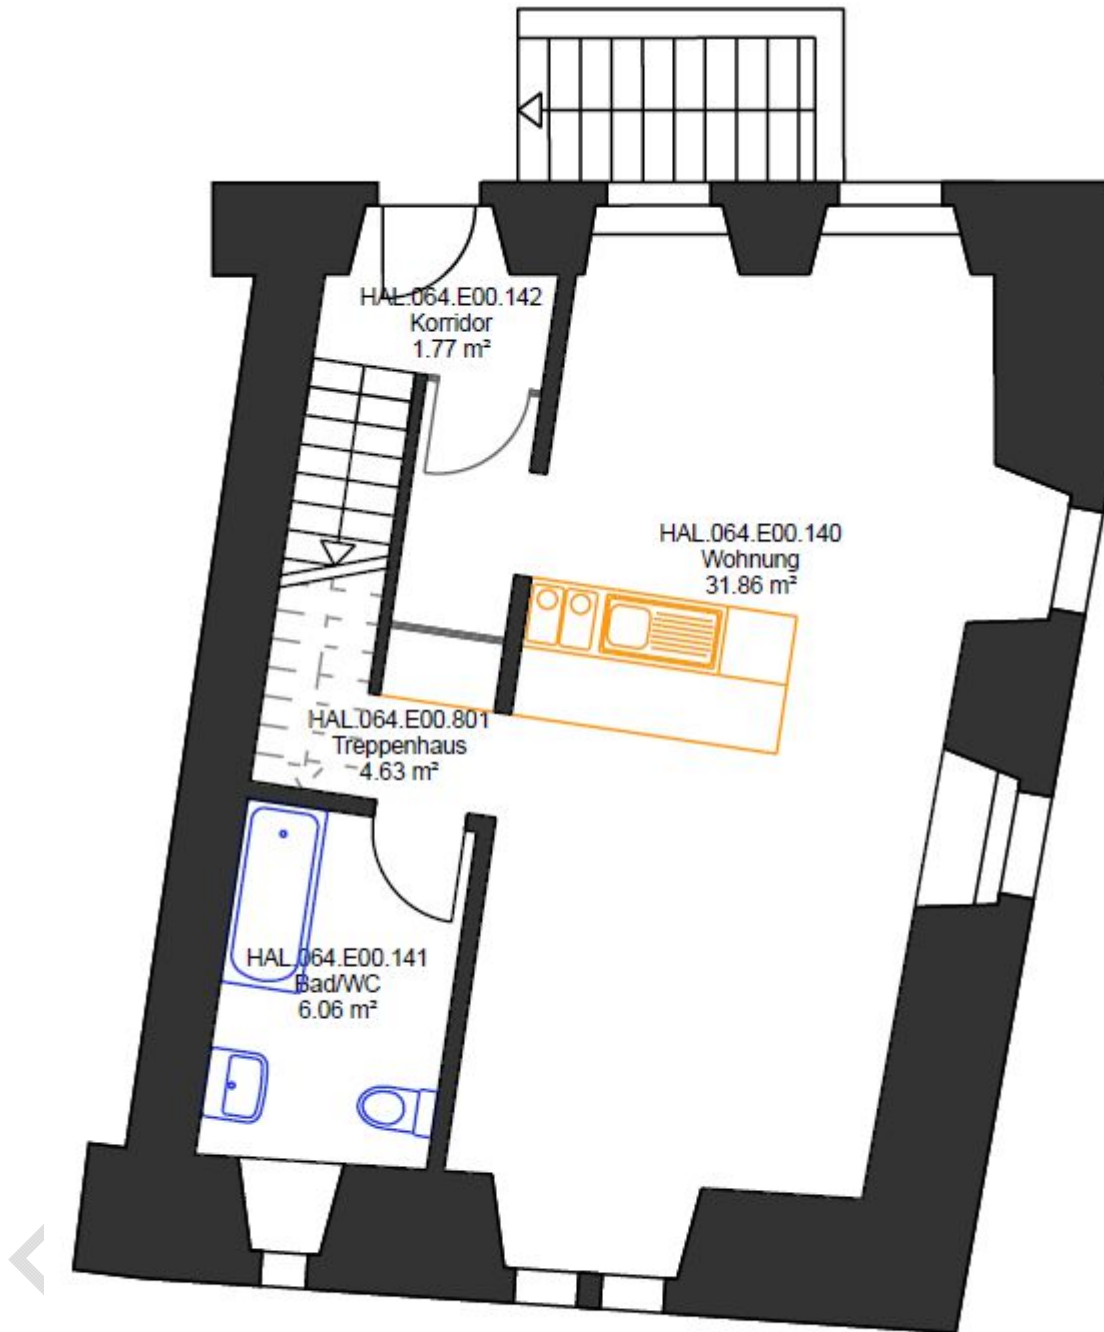 HAL.064.E00.142
Korridor
1.77 m²
HAL.064.E00.140
Wohnung
31.86 m²
HAL.064.E00.801
Treppenhaus
4.63 m²
HAL.064.E00.141
Bad/WC
6.06 m²